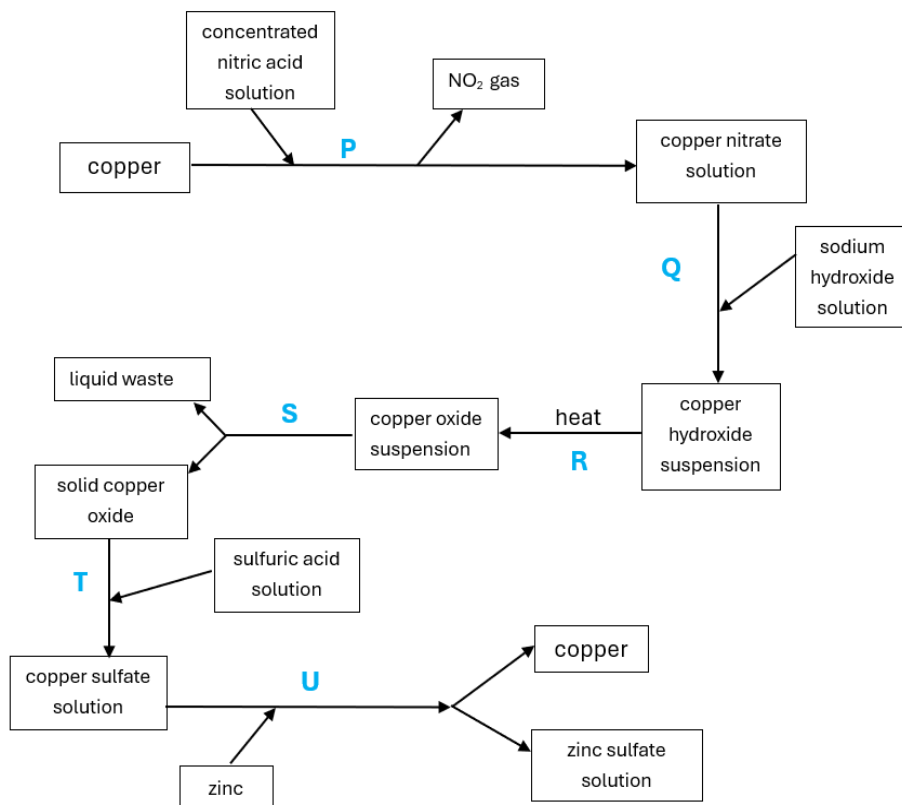 concentrated
nitric acid
solution
NO₂ gas
P
copper
copper nitrate
solution
Q
sodium
hydroxide
solution
liquid waste
S
copper oxide
suspension
heat
R
copper
hydroxide
suspension
solid copper
oxide
T
sulfuric acid
solution
copper sulfate
solution
U
copper
zinc
zinc sulfate
solution